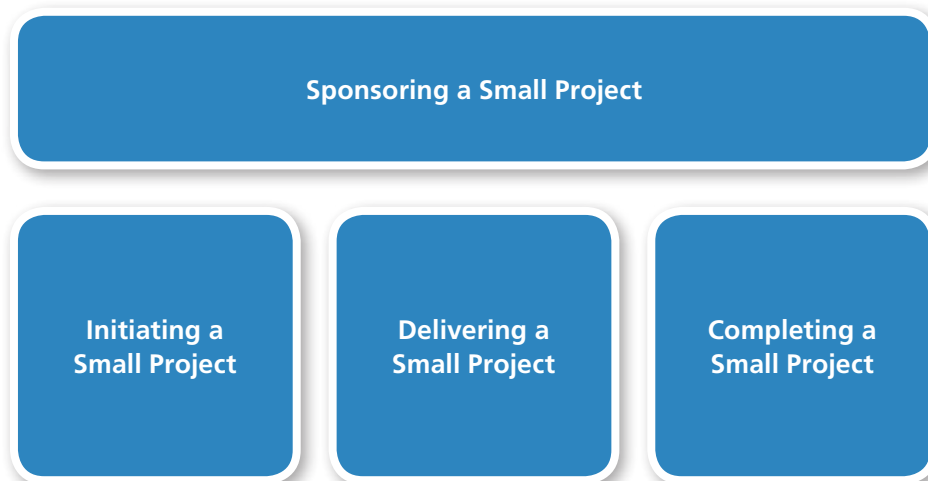 Sponsoring a Small Project
Initiating a
Small Project
Delivering a
Small Project
Completing a
Small Project